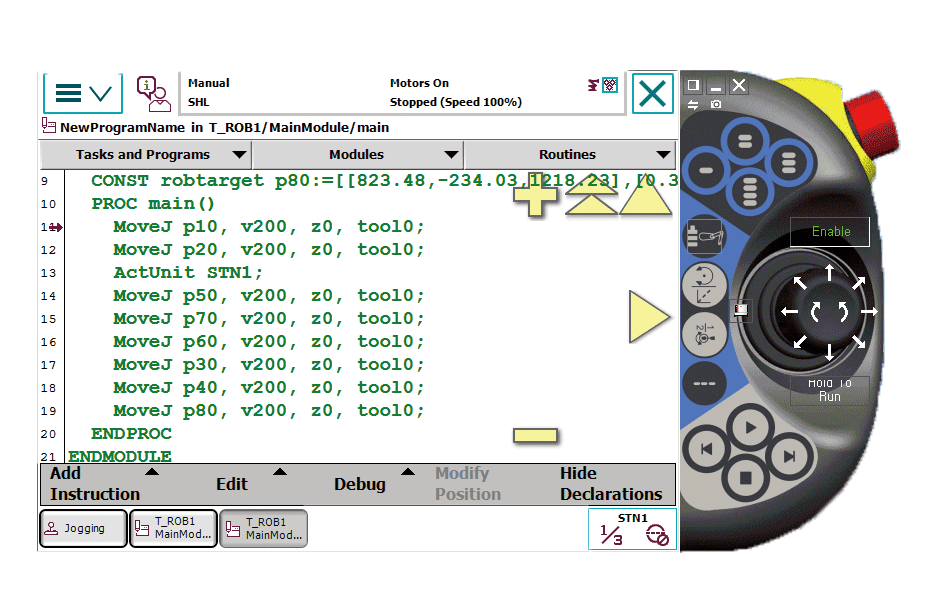 Manual
Motors On
SHL
Stopped (Speed 100%)
NewProgramName in T_ROB1/MainModule/main
Tasks and Programs
Modules
Routines
9 CONST robtarget p80:=[[823.48,-234.03,1218.23],[0.3
10 PROC main()
11 MoveJ p10, v200, z0, tool0;
12 MoveJ p20, v200, z0, tool0;
13 ActUnit STN1;
14 MoveJ p50, v200, z0, tool0;
15 MoveJ p70, v200, z0, tool0;
16 MoveJ p60, v200, z0, tool0;
17 MoveJ p30, v200, z0, tool0;
18 MoveJ p40, v200, z0, tool0;
19 MoveJ p80, v200, z0, tool0;
20 ENDPROC
21 ENDMODULE
Add Instruction
Edit
Debug
Modify Position
Hide Declarations
Jogging
T_ROB1 MainMod...
T_ROB1 MainMod...
STN1
1/3
Enable
Hold To
Run